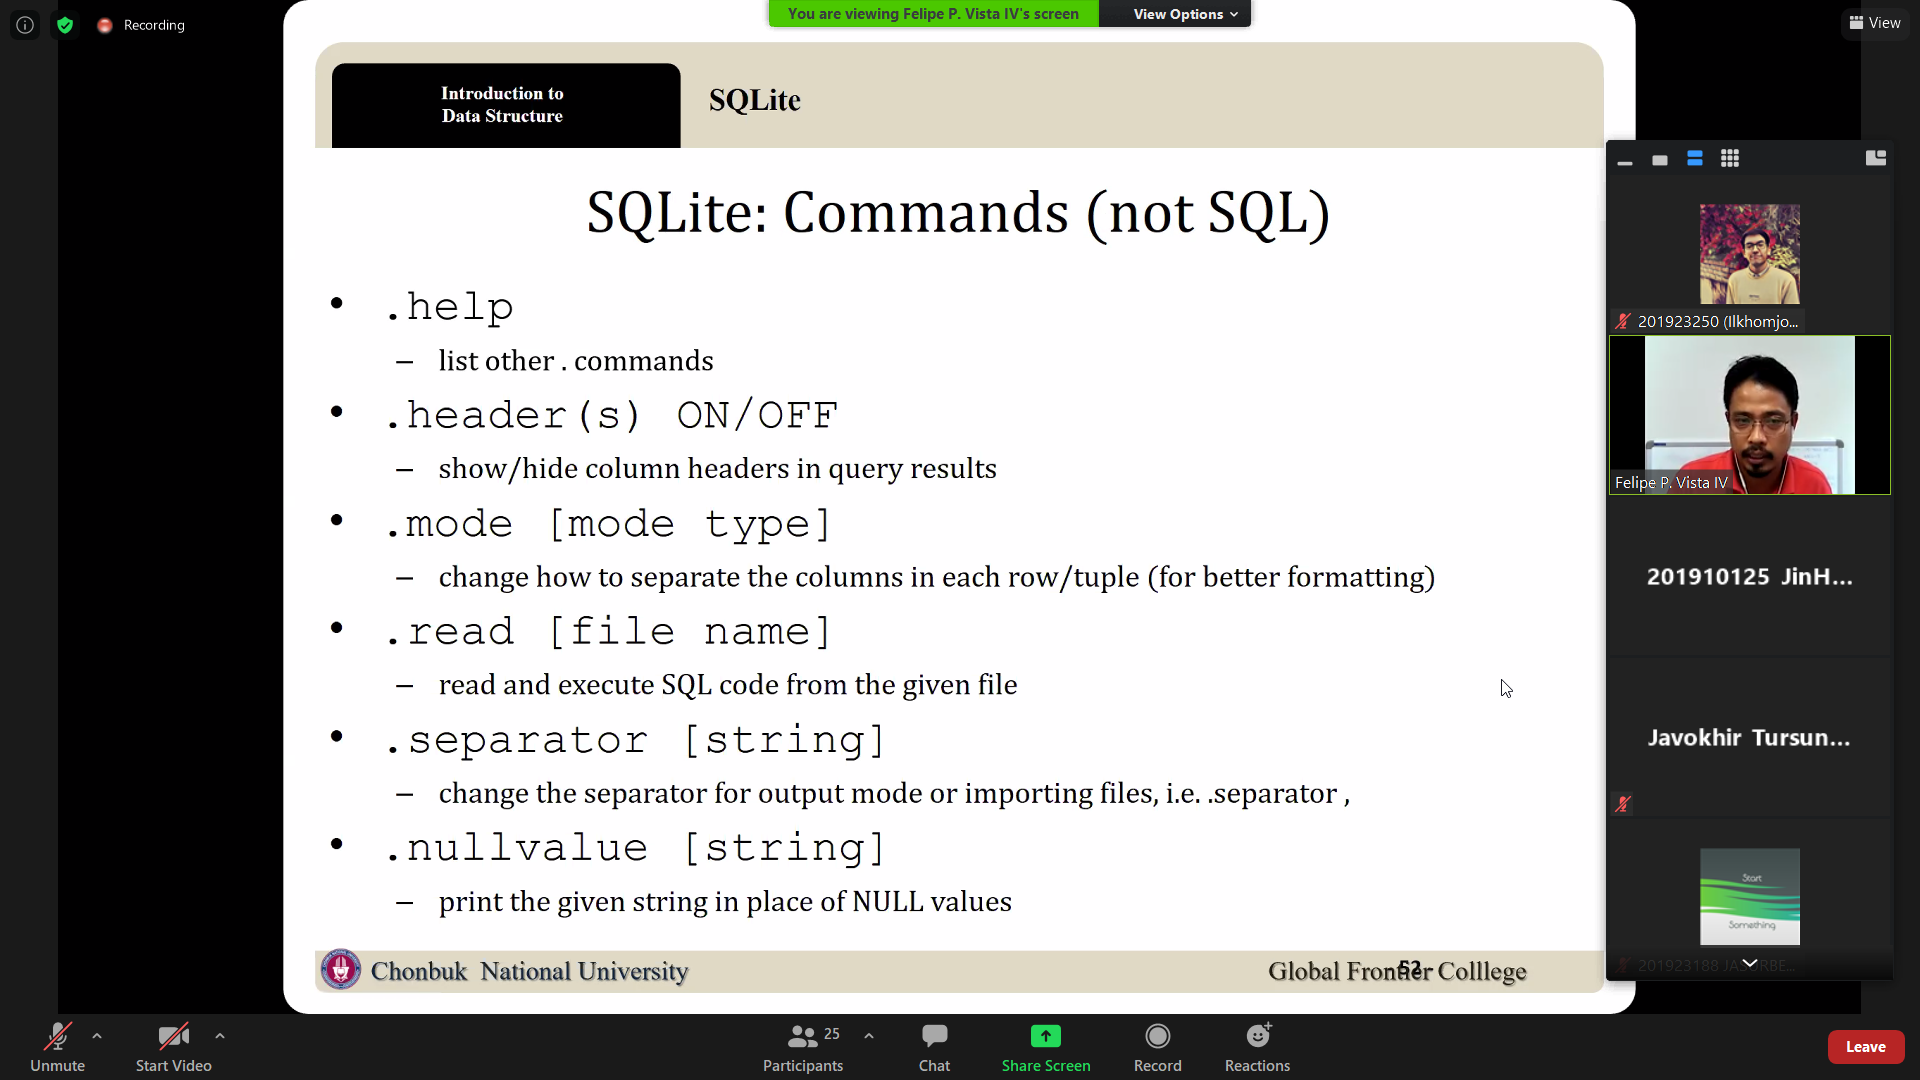 Recording
You are viewing Felipe P. Vista IV's screen
View Options
View
Introduction to
Data Structure
SQLite
SQLite: Commands (not SQL)
• .help
– list other . commands
• .header(s) ON/OFF
– show/hide column headers in query results
• .mode [mode type]
– change how to separate the columns in each row/tuple (for better formatting)
• .read [file name]
– read and execute SQL code from the given file
• .separator [string]
– change the separator for output mode or importing files, i.e. .separator ,
• .nullvalue [string]
– print the given string in place of NULL values
Chonbuk National University
Global Frontier Colllege
52
201923250 (Ilkhomjo...
Felipe P. Vista IV
201910125 JinH...
Javokhir Tursun...
Start
Something
201923188 JASURBE...
Unmute
Start Video
Participants
25
Chat
Share Screen
Record
Reactions
Leave